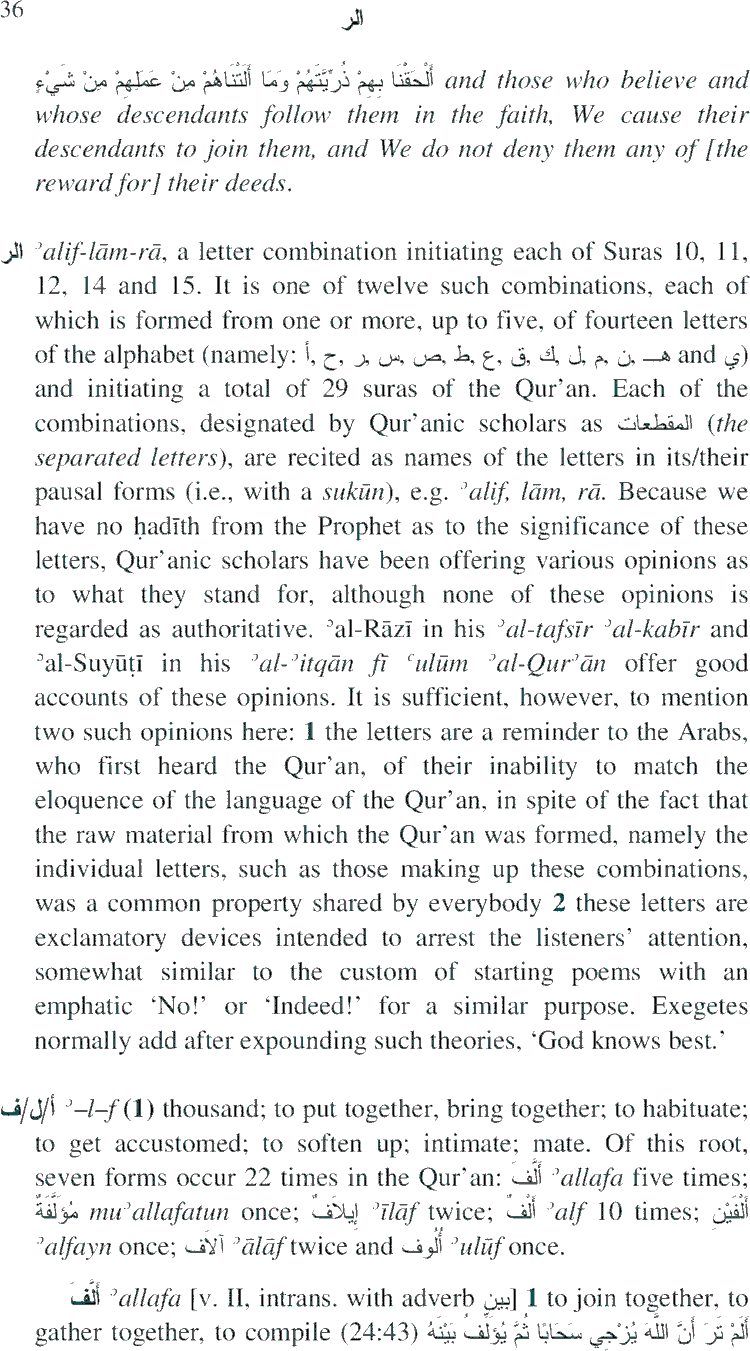 36
الر
أَلْحَقْنَا بِهِمْ ذُرِّيَّتَهُمْ وَمَا أَلَتْنَاهُمْ مِنْ عَمَلِهِمْ مِنْ شَيْءٍ and those who believe and
whose descendants follow them in the faith, We cause their
descendants to join them, and We do not deny them any of [the
reward for] their deeds.
الر ʾalif-lām-rā, a letter combination initiating each of Suras 10, 11,
12, 14 and 15. It is one of twelve such combinations, each of
which is formed from one or more, up to five, of fourteen letters
of the alphabet (namely: أ, ح, ر, س, ص, ط, ع, ق, ك, ل, م, ن, هـ and ي)
and initiating a total of 29 suras of the Qur'an. Each of the
combinations, designated by Qur'anic scholars as المقطعات (the
separated letters), are recited as names of the letters in its/their
pausal forms (i.e., with a sukūn), e.g. ʾalif, lām, rā. Because we
have no ḥadīth from the Prophet as to the significance of these
letters, Qur'anic scholars have been offering various opinions as
to what they stand for, although none of these opinions is
regarded as authoritative. ʾal-Rāzī in his ʾal-tafsīr ʾal-kabīr and
ʾal-Suyūṭī in his ʾal-ʾitqān fī ʿulūm ʾal-Qurʾān offer good
accounts of these opinions. It is sufficient, however, to mention
two such opinions here: 1 the letters are a reminder to the Arabs,
who first heard the Qur'an, of their inability to match the
eloquence of the language of the Qur'an, in spite of the fact that
the raw material from which the Qur'an was formed, namely the
individual letters, such as those making up these combinations,
was a common property shared by everybody 2 these letters are
exclamatory devices intended to arrest the listeners' attention,
somewhat similar to the custom of starting poems with an
emphatic 'No!' or 'Indeed!' for a similar purpose. Exegetes
normally add after expounding such theories, 'God knows best.'
أ/ل/ف ʾ–l–f (1) thousand; to put together, bring together; to habituate;
to get accustomed; to soften up; intimate; mate. Of this root,
seven forms occur 22 times in the Qur'an: أَلَّفَ ʾallafa five times;
مُؤَلَّفَةٌ muʾallafatun once; إِيلاَفٌ ʾīlāf twice; أَلْفٌ ʾalf 10 times; أَلْفَيْنِ
ʾalfayn once; آلاَف ʾālāf twice and أُلُوف ʾulūf once.
أَلَّفَ ʾallafa [v. II, intrans. with adverb بين] 1 to join together, to
gather together, to compile (24:43) أَلَمْ تَرَ أَنَّ اللَّهَ يُزْجِي سَحَابًا ثُمَّ يُؤَلِّفُ بَيْنَهُ